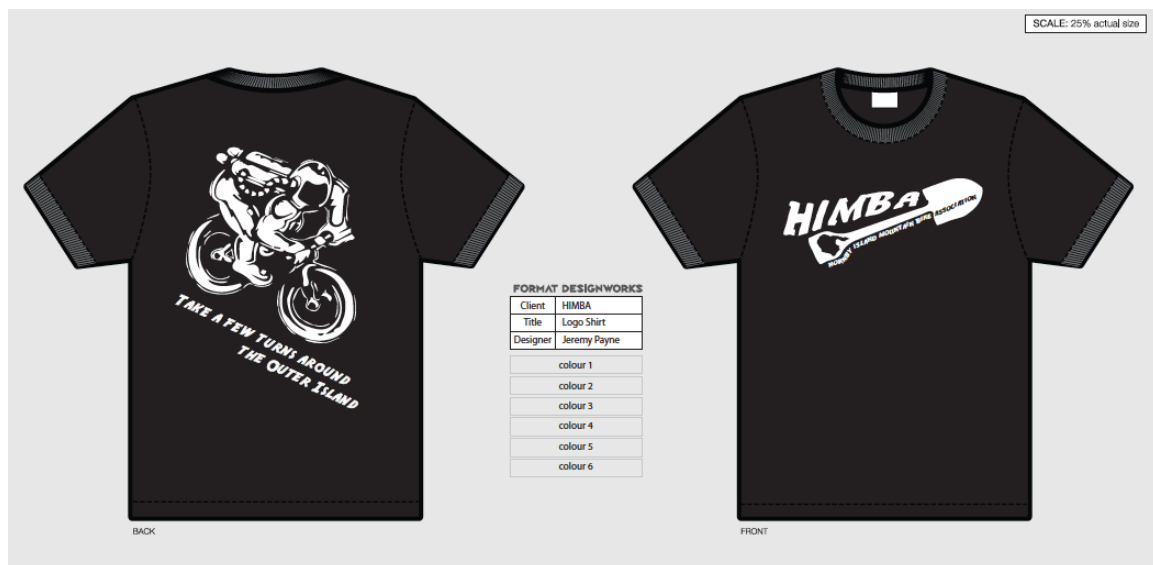 SCALE: 25% actual size
TAKE A FEW TURNS AROUND
THE OUTER ISLAND
BACK
FORMAT DESIGNWORKS
Client HIMBA
Title Logo Shirt
Designer Jeremy Payne
colour 1
colour 2
colour 3
colour 4
colour 5
colour 6
HIMBA
HORNBY ISLAND MOUNTAIN BIKE ASSOCIATION
FRONT